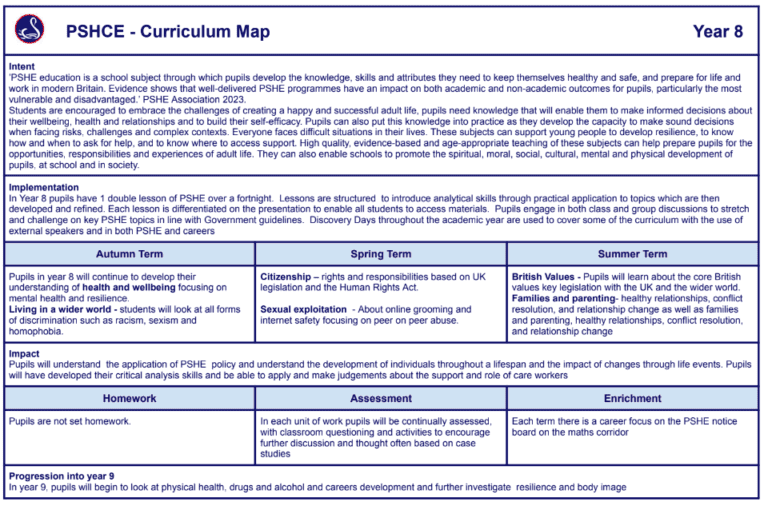 PSHCE - Curriculum Map
Year 8
Intent
'PSHE education is a school subject through which pupils develop the knowledge, skills and attributes they need to keep themselves healthy and safe, and prepare for life and
work in modern Britain. Evidence shows that well-delivered PSHE programmes have an impact on both academic and non-academic outcomes for pupils, particularly the most
vulnerable and disadvantaged.' PSHE Association 2023.
Students are encouraged to embrace the challenges of creating a happy and successful adult life, pupils need knowledge that will enable them to make informed decisions about
their wellbeing, health and relationships and to build their self-efficacy. Pupils can also put this knowledge into practice as they develop the capacity to make sound decisions
when facing risks, challenges and complex contexts. Everyone faces difficult situations in their lives. These subjects can support young people to develop resilience, to know
how and when to ask for help, and to know where to access support. High quality, evidence-based and age-appropriate teaching of these subjects can help prepare pupils for the
opportunities, responsibilities and experiences of adult life. They can also enable schools to promote the spiritual, moral, social, cultural, mental and physical development of
pupils, at school and in society.
Implementation
In Year 8 pupils have 1 double lesson of PSHE over a fortnight. Lessons are structured to introduce analytical skills through practical application to topics which are then
developed and refined. Each lesson is differentiated on the presentation to enable all students to access materials. Pupils engage in both class and group discussions to stretch
and challenge on key PSHE topics in line with Government guidelines. Discovery Days throughout the academic year are used to cover some of the curriculum with the use of
external speakers and in both PSHE and careers
Autumn Term
Spring Term
Summer Term
Pupils in year 8 will continue to develop their
understanding of health and wellbeing focusing on
mental health and resilience.
Living in a wider world - students will look at all forms
of discrimination such as racism, sexism and
homophobia.
Citizenship – rights and responsibilities based on UK
legislation and the Human Rights Act.
Sexual exploitation - About online grooming and
internet safety focusing on peer on peer abuse.
British Values - Pupils will learn about the core British
values key legislation with the UK and the wider world.
Families and parenting- healthy relationships, conflict
resolution, and relationship change as well as families
and parenting, healthy relationships, conflict resolution,
and relationship change
Impact
Pupils will understand the application of PSHE policy and understand the development of individuals throughout a lifespan and the impact of changes through life events. Pupils
will have developed their critical analysis skills and be able to apply and make judgements about the support and role of care workers
Homework
Assessment
Enrichment
Pupils are not set homework.
In each unit of work pupils will be continually assessed,
with classroom questioning and activities to encourage
further discussion and thought often based on case
studies
Each term there is a career focus on the PSHE notice
board on the maths corridor
Progression into year 9
In year 9, pupils will begin to look at physical health, drugs and alcohol and careers development and further investigate resilience and body image